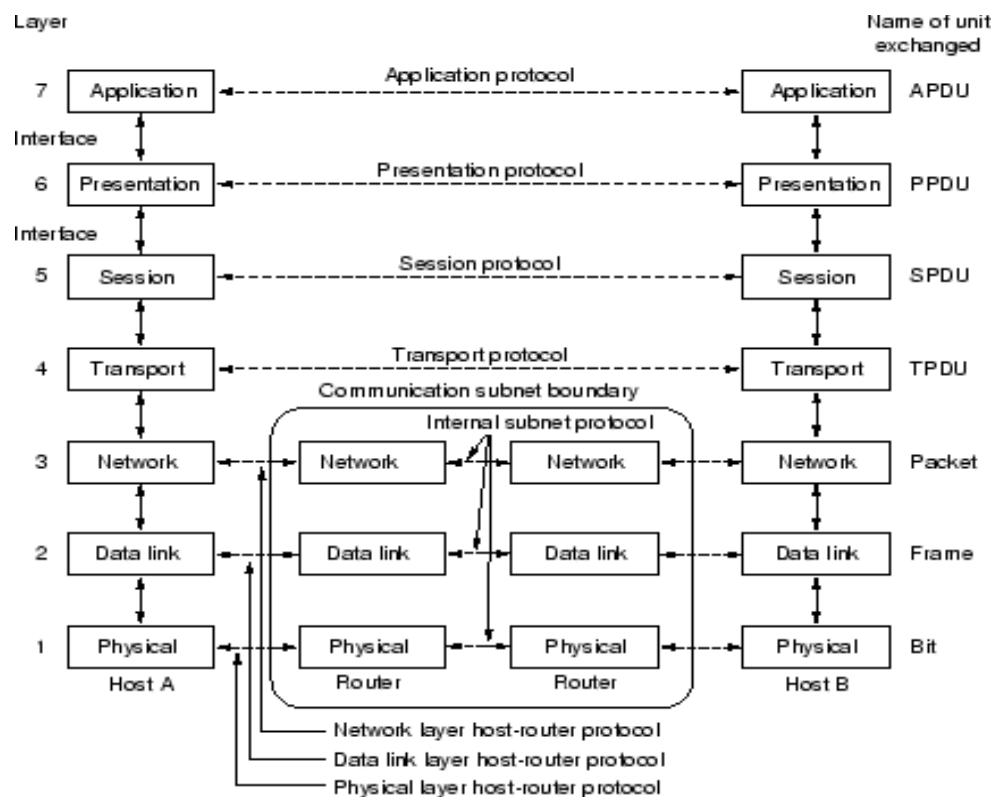 Layer
Name of unit
exchanged
Application protocol
7
Application
Application
APDU
Interface
Presentation protocol
6
Presentation
Presentation
PPDU
Interface
Session protocol
5
Session
Session
SPDU
Transport protocol
4
Transport
Transport
TPDU
Communication subnet boundary
Internal subnet protocol
3
Network
Network
Network
Network
Packet
2
Data link
Data link
Data link
Data link
Frame
1
Physical
Physical
Physical
Physical
Bit
Host A
Router
Router
Host B
Network layer host-router protocol
Data link layer host-router protocol
Physical layer host-router protocol